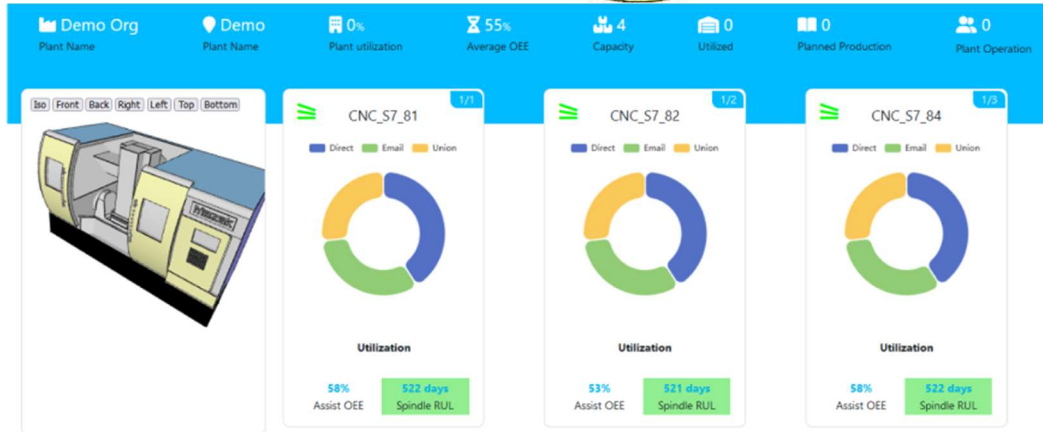 Demo Org
Plant Name
Demo
Plant Name
0%
Plant utilization
55%
Average OEE
4
Capacity
0
Utilized
0
Planned Production
0
Plant Operation
Iso Front Back Right Left Top Bottom
Mazak
1/1
CNC_S7_81
Direct Email Union
Utilization
58% 522 days
Assist OEE Spindle RUL
1/2
CNC_S7_82
Direct Email Union
Utilization
53% 521 days
Assist OEE Spindle RUL
1/3
CNC_S7_84
Direct Email Union
Utilization
58% 522 days
Assist OEE Spindle RUL